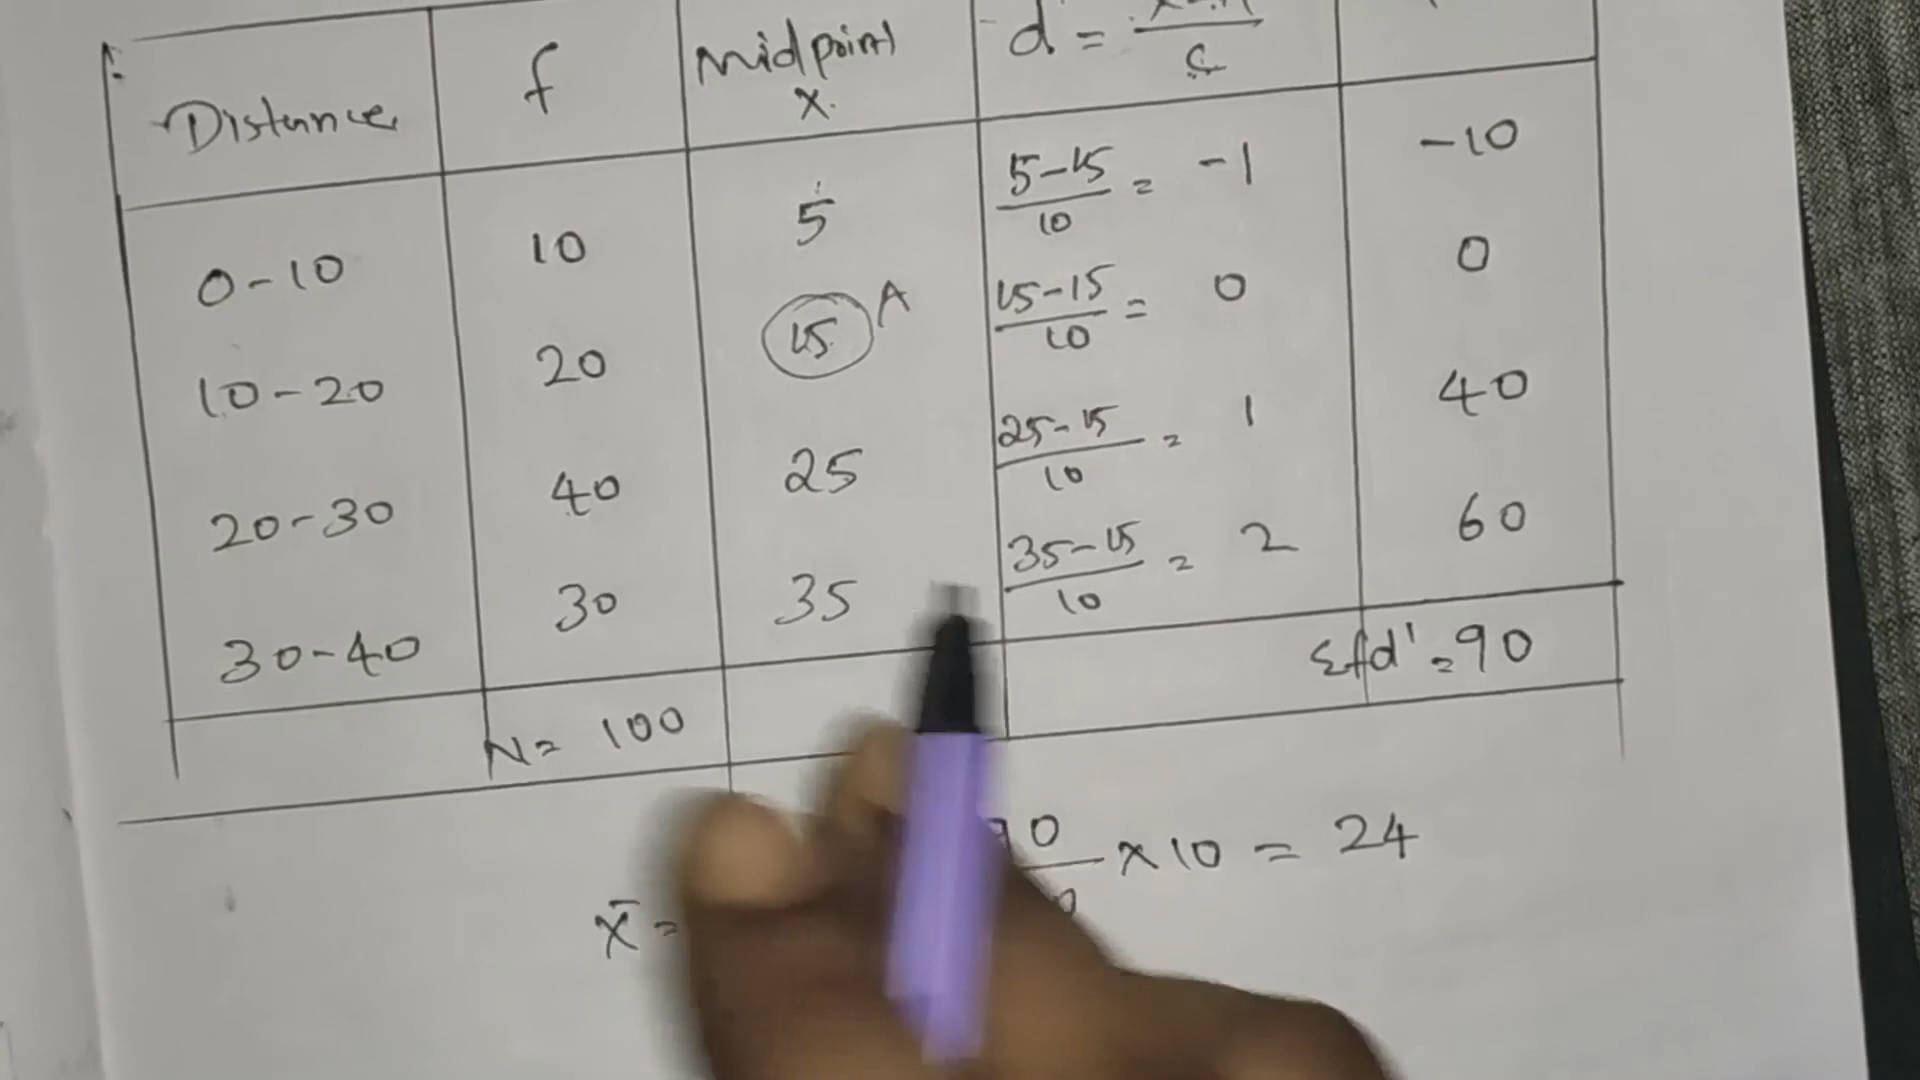 Distance f Midpoint x. d =
c
0-10 10 5 5-15/10 = -1 -10
10-20 20 15 A 15-15/10 = 0 0
20-30 40 25 25-15/10 = 1 40
30-40 30 35 35-15/10 = 2 60
N= 100 Σfd' = 90
x̄ = 90 × 10 = 24